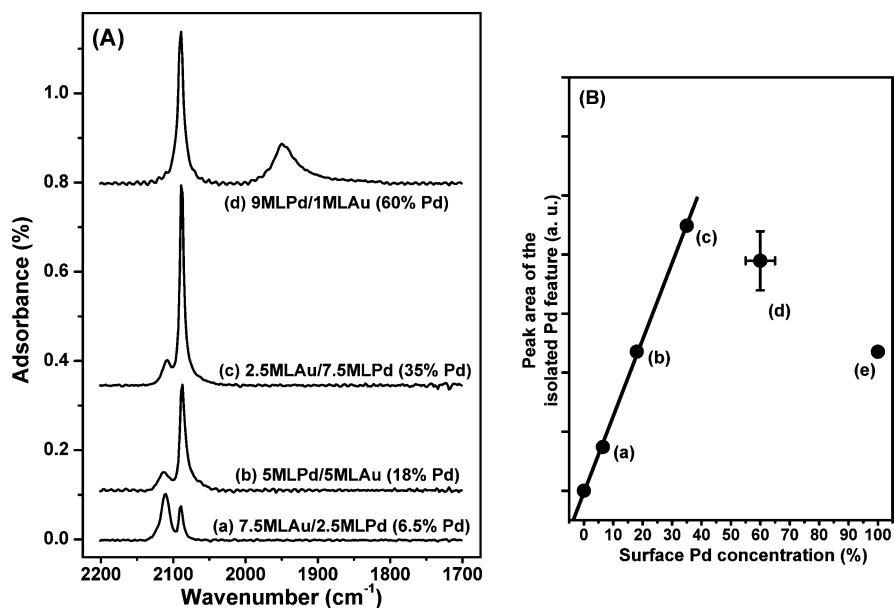 (A)
Adsorbance (%)
1.0
0.8
0.6
0.4
0.2
0.0
(d) 9MLPd/1MLAu (60% Pd)
(c) 2.5MLAu/7.5MLPd (35% Pd)
(b) 5MLPd/5MLAu (18% Pd)
(a) 7.5MLAu/2.5MLPd (6.5% Pd)
2200 2100 2000 1900 1800 1700
Wavenumber (cm-1)
(B)
Peak area of the
isolated Pd feature (a. u.)
(c)
(d)
(b)
(e)
(a)
0 10 20 30 40 50 60 70 80 90 100
Surface Pd concentration (%)